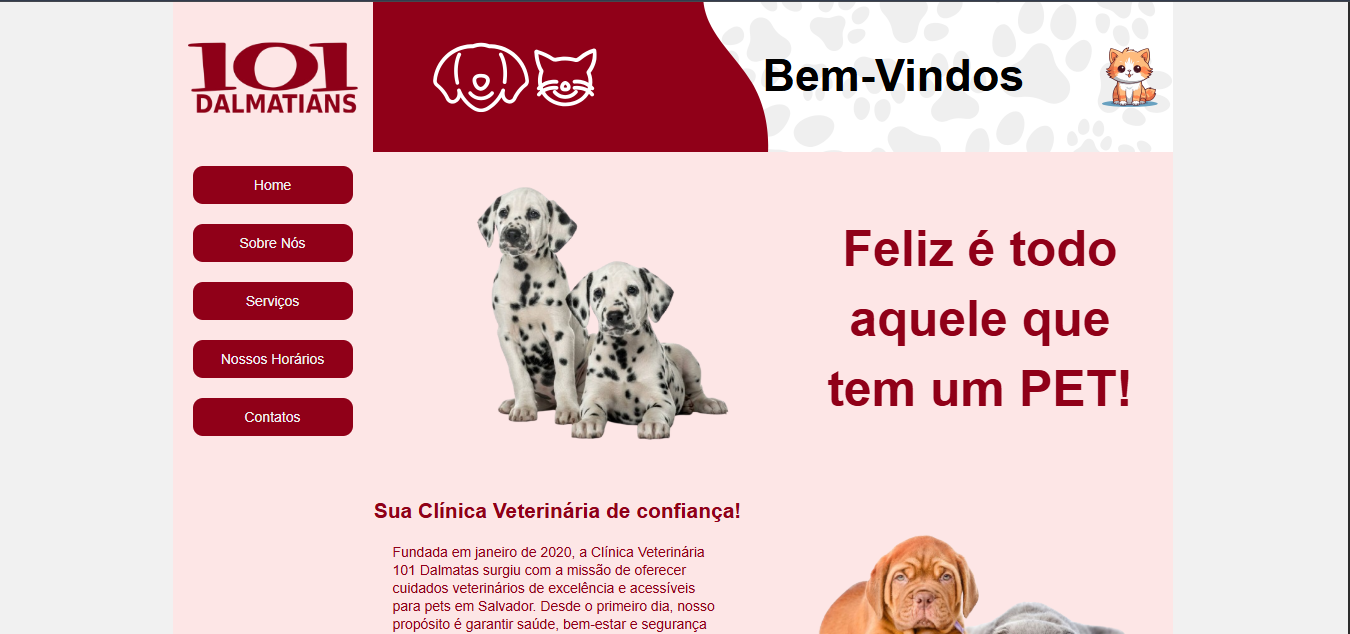 101
DALMATIANS
Bem-Vindos
Home
Sobre Nós
Serviços
Nossos Horários
Contatos
Feliz é todo
aquele que
tem um PET!
Sua Clínica Veterinária de confiança!
Fundada em janeiro de 2020, a Clínica Veterinária
101 Dalmatas surgiu com a missão de oferecer
cuidados veterinários de excelência e acessíveis
para pets em Salvador. Desde o primeiro dia, nosso
propósito é garantir saúde, bem-estar e segurança